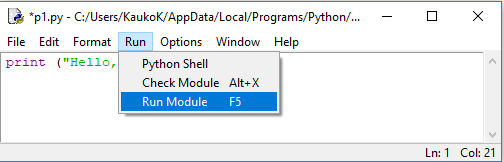 *p1.py - C:/Users/KaukoK/AppData/Local/Programs/Python/...
File Edit Format Run Options Window Help
print ("Hello,
Python Shell
Check Module Alt+X
Run Module F5
Ln: 1 Col: 21